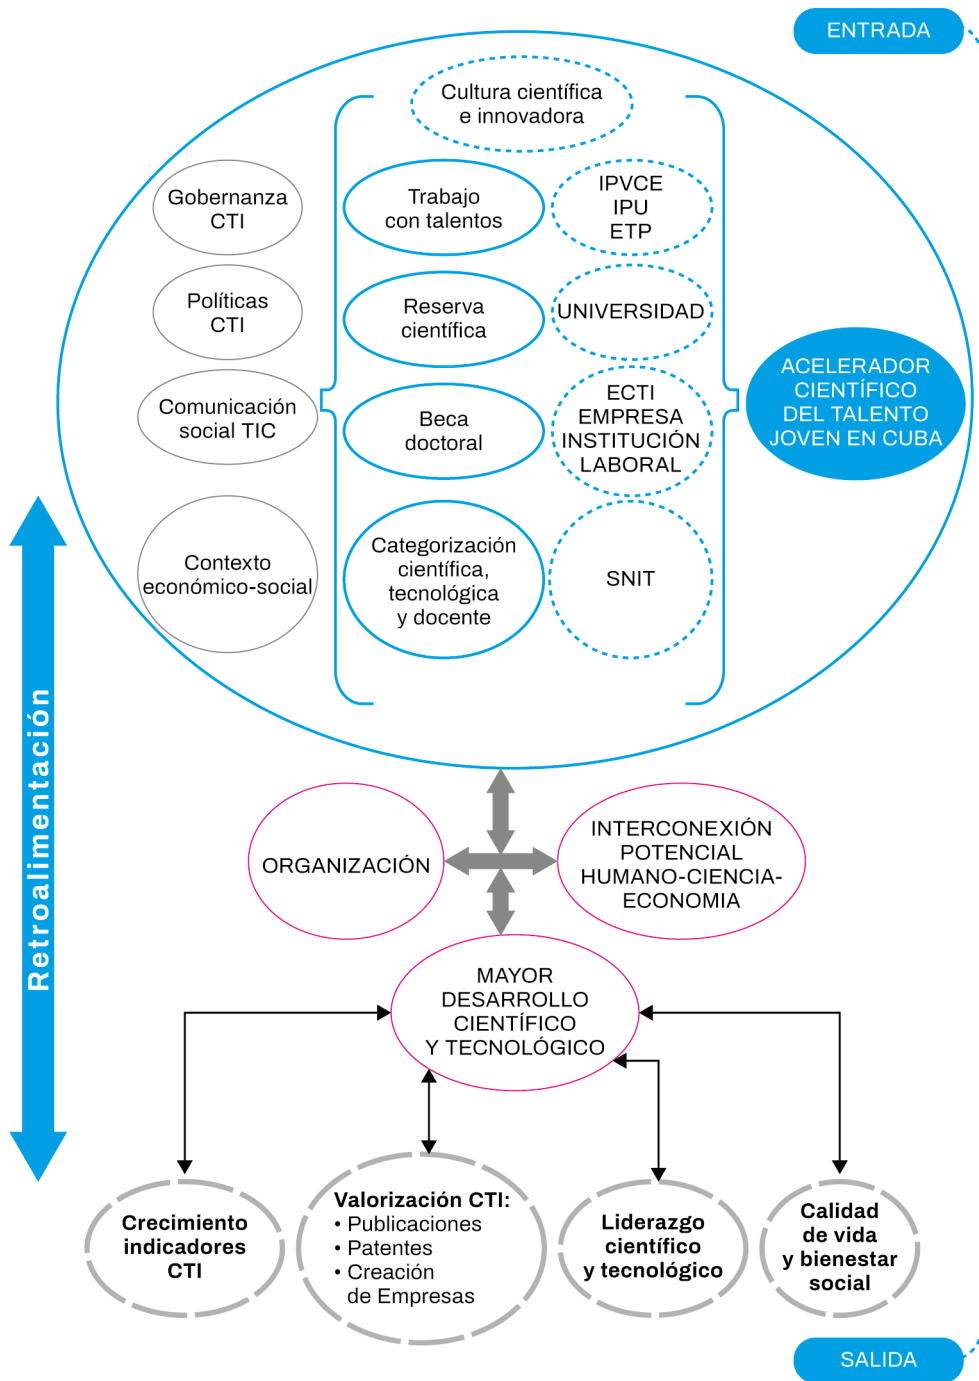 ENTRADA
Cultura científica
e innovadora
Gobernanza
CTI
Trabajo
con talentos
IPVCE
IPU
ETP
Políticas
CTI
Reserva
científica
UNIVERSIDAD
ACELERADOR
CIENTÍFICO
DEL TALENTO
JOVEN EN CUBA
Comunicación
social TIC
Beca
doctoral
ECTI
EMPRESA
INSTITUCIÓN
LABORAL
Contexto
económico-social
Categorización
científica,
tecnológica
y docente
SNIT
Retroalimentación
ORGANIZACIÓN
INTERCONEXIÓN
POTENCIAL
HUMANO-CIENCIA-
ECONOMIA
MAYOR
DESARROLLO
CIENTÍFICO
Y TECNOLÓGICO
Crecimiento
indicadores
CTI
Valorización CTI:
• Publicaciones
• Patentes
• Creación
de Empresas
Liderazgo
científico
y tecnológico
Calidad
de vida
y bienestar
social
SALIDA